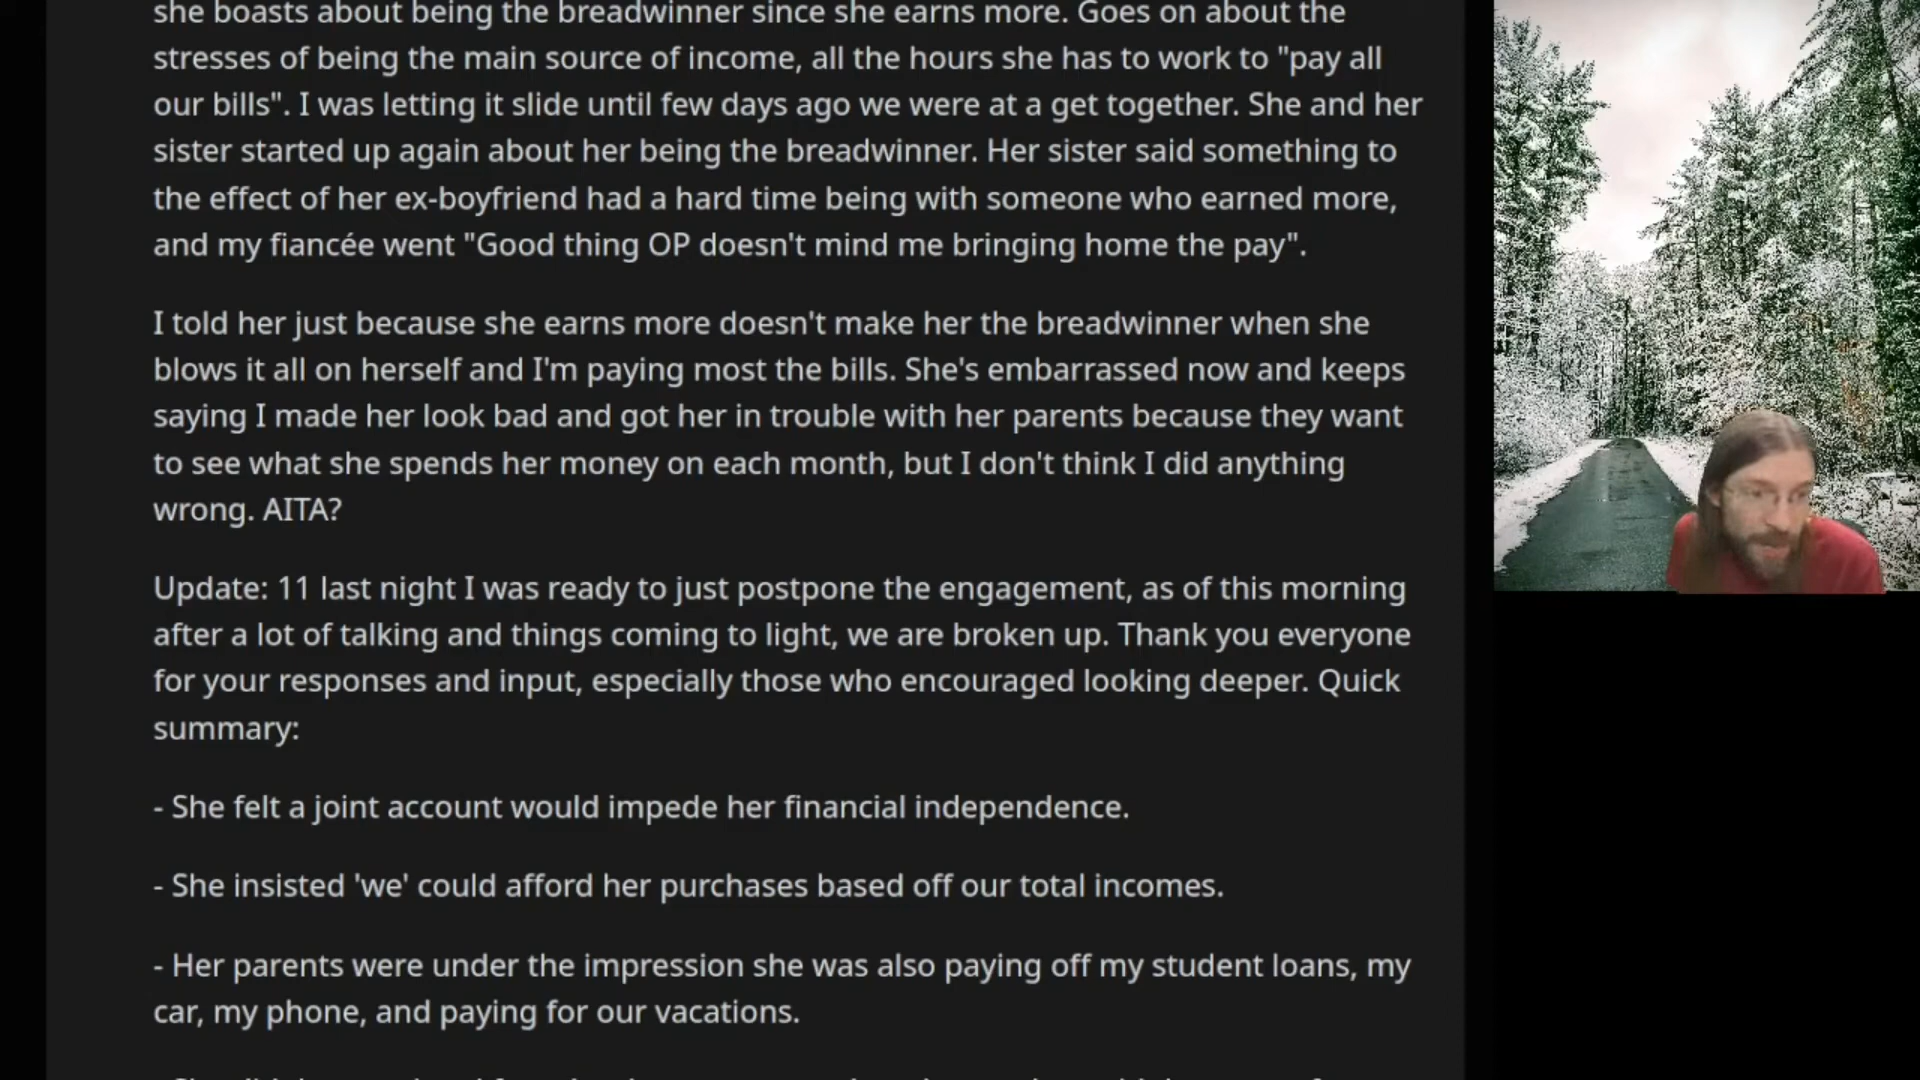 she boasts about being the breadwinner since she earns more. Goes on about the
stresses of being the main source of income, all the hours she has to work to "pay all
our bills". I was letting it slide until few days ago we were at a get together. She and her
sister started up again about her being the breadwinner. Her sister said something to
the effect of her ex-boyfriend had a hard time being with someone who earned more,
and my fiancée went "Good thing OP doesn't mind me bringing home the pay".
I told her just because she earns more doesn't make her the breadwinner when she
blows it all on herself and I'm paying most the bills. She's embarrassed now and keeps
saying I made her look bad and got her in trouble with her parents because they want
to see what she spends her money on each month, but I don't think I did anything
wrong. AITA?
Update: 11 last night I was ready to just postpone the engagement, as of this morning
after a lot of talking and things coming to light, we are broken up. Thank you everyone
for your responses and input, especially those who encouraged looking deeper. Quick
summary:
- She felt a joint account would impede her financial independence.
- She insisted 'we' could afford her purchases based off our total incomes.
- Her parents were under the impression she was also paying off my student loans, my
car, my phone, and paying for our vacations.